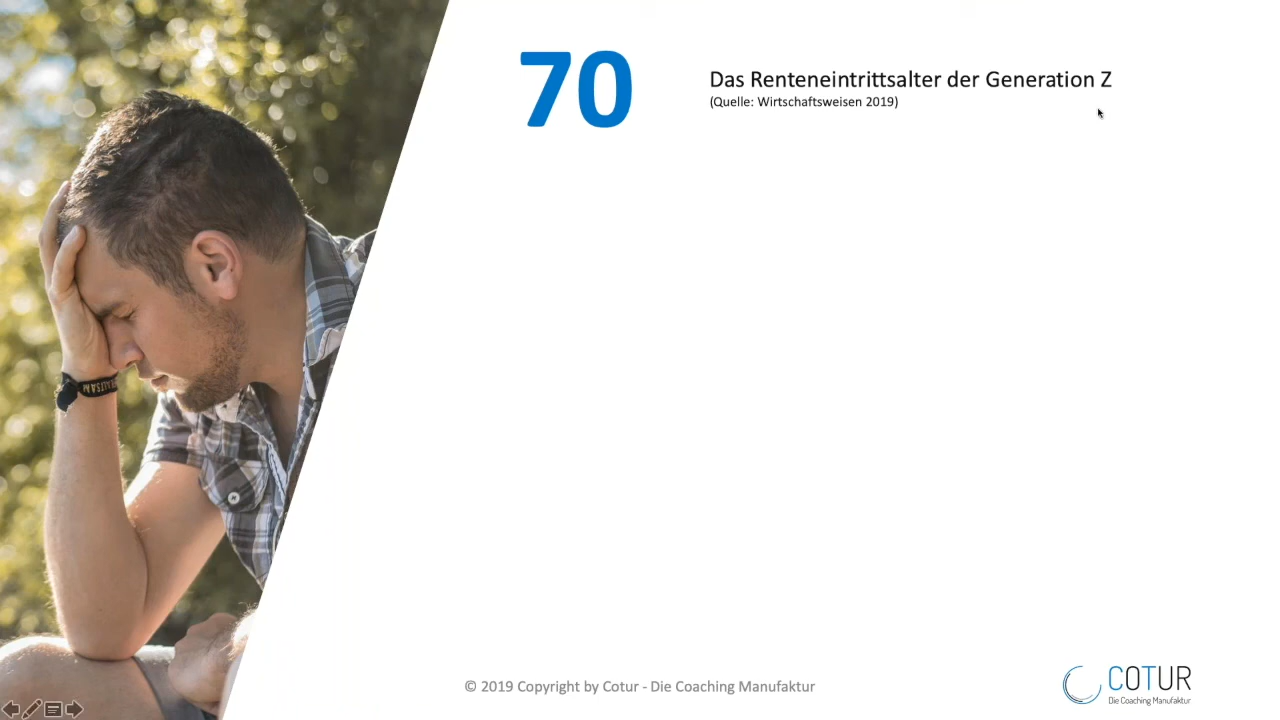 70
Das Renteneintrittsalter der Generation Z
(Quelle: Wirtschaftsweisen 2019)
© 2019 Copyright by Cotur - Die Coaching Manufaktur
COTUR
Die Coaching Manufaktur